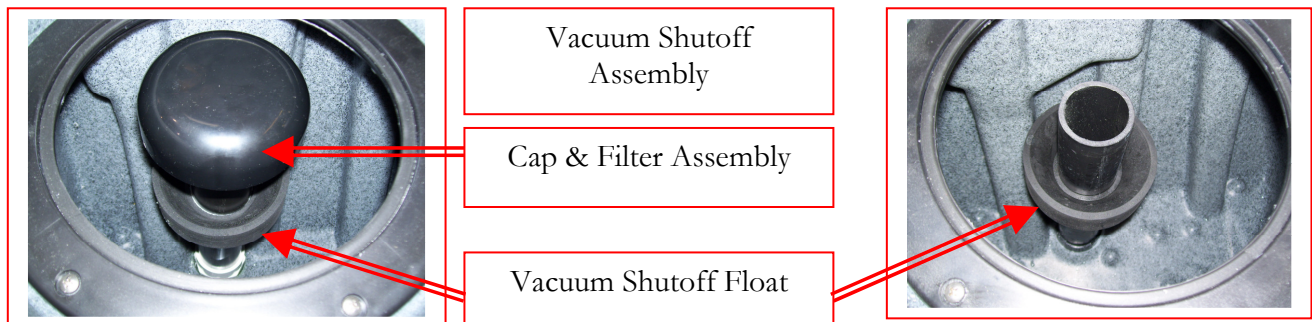 Vacuum Shutoff
Assembly
Cap & Filter Assembly
Vacuum Shutoff Float